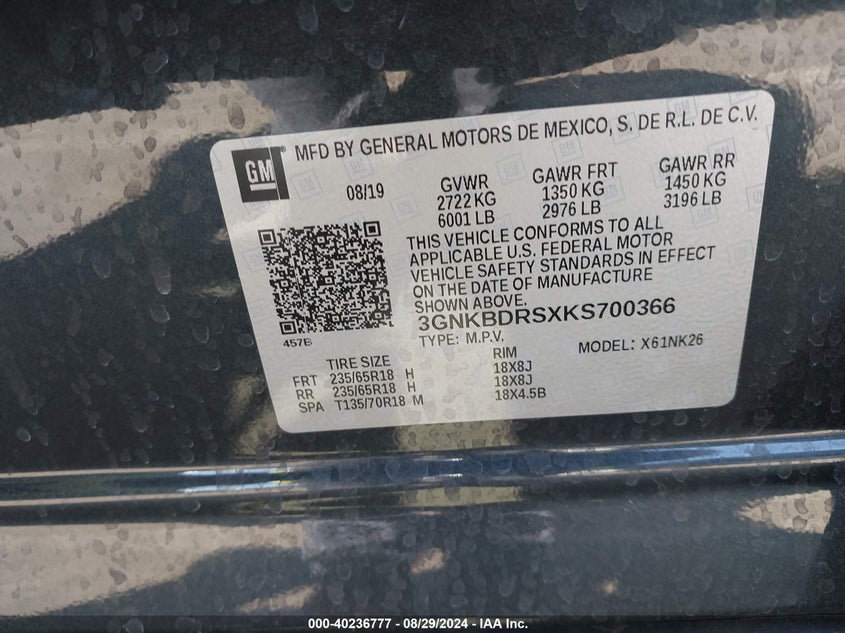 GM ® MFD BY GENERAL MOTORS DE MEXICO, S. DE R.L. DE C.V.
08/19 GVWR GAWR FRT GAWR RR
2722 KG 1350 KG 1450 KG
6001 LB 2976 LB 3196 LB
THIS VEHICLE CONFORMS TO ALL
APPLICABLE U.S. FEDERAL MOTOR
VEHICLE SAFETY STANDARDS IN EFFECT
ON THE DATE OF MANUFACTURE
SHOWN ABOVE.
3GNKBDRSXKS700366
457B TYPE: M.P.V. MODEL: X61NK26
TIRE SIZE RIM
FRT 235/65R18 H 18X8J
RR 235/65R18 H 18X8J
SPA T135/70R18 M 18X4.5B
000-40236777 - 08/29/2024 - IAA Inc.